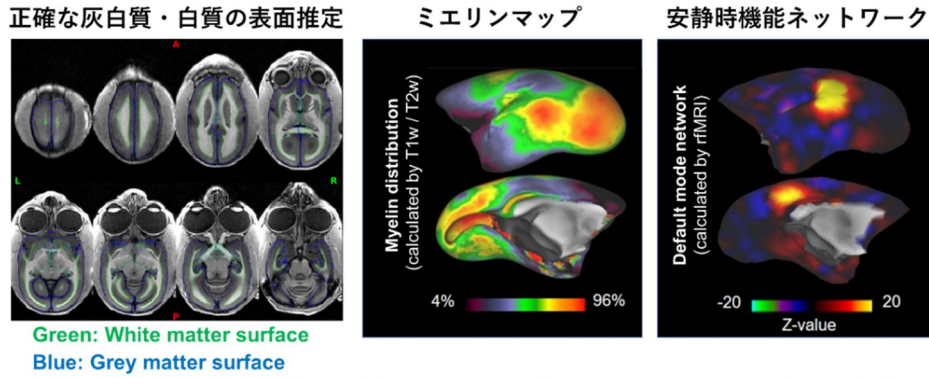 正確な灰白質・白質の表面推定
A
L
R
P
Green: White matter surface
Blue: Grey matter surface
ミエリンマップ
Myelin distribution
(calculated by T1w / T2w)
4%
96%
安静時機能ネットワーク
Default mode network
(calculated by rfMRI)
-20
20
Z-value